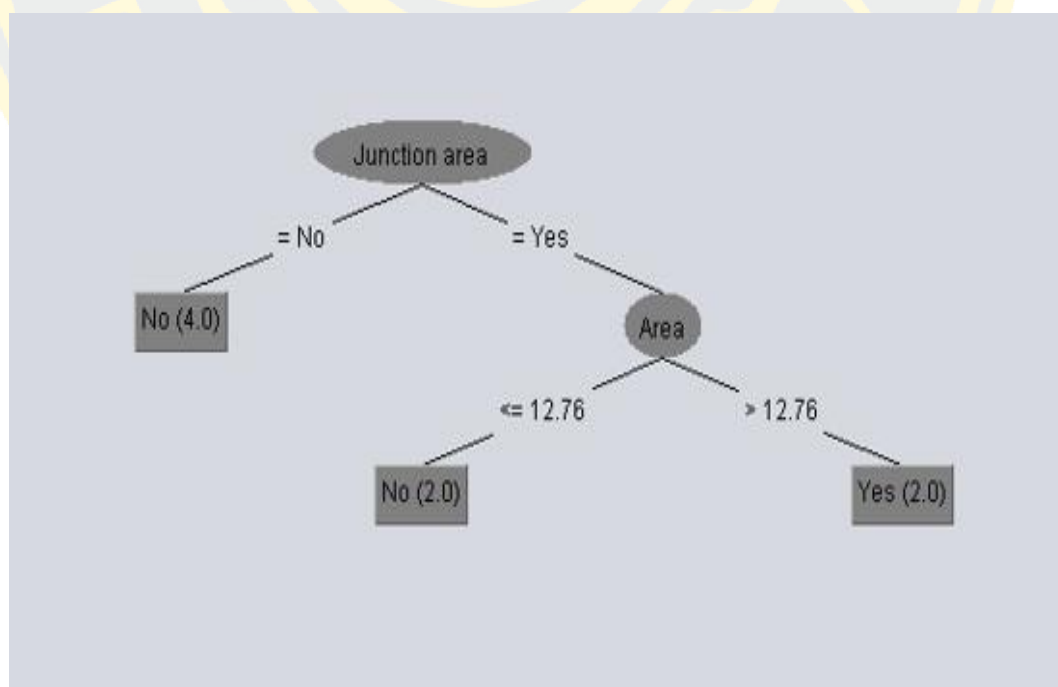 Junction area
= No
= Yes
No (4.0)
Area
<= 12.76
> 12.76
No (2.0)
Yes (2.0)